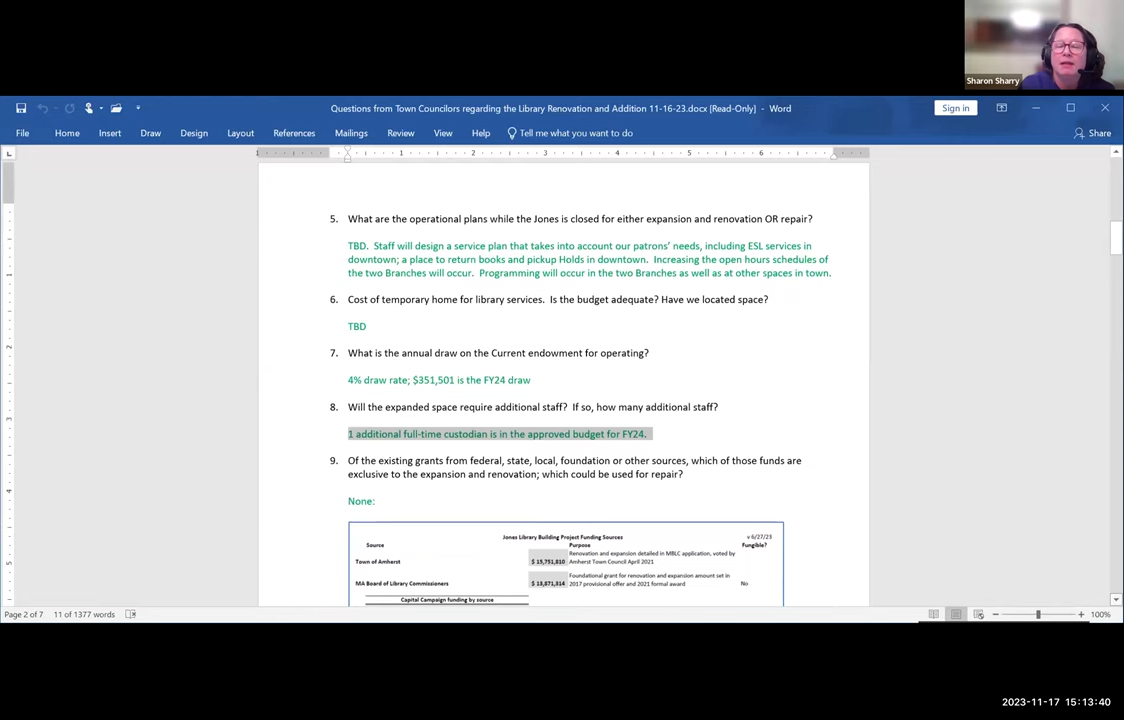 Sharon Sharry
Questions from Town Councilors regarding the Library Renovation and Addition 11-16-23.docx [Read-Only] - Word
Sign in
File Home Insert Draw Design Layout References Mailings Review View Help Tell me what you want to do Share
1 1 2 3 4 5 6
5. What are the operational plans while the Jones is closed for either expansion and renovation OR repair?
TBD. Staff will design a service plan that takes into account our patrons' needs, including ESL services in
downtown; a place to return books and pickup Holds in downtown. Increasing the open hours schedules of
the two Branches will occur. Programming will occur in the two Branches as well as at other spaces in town.
6. Cost of temporary home for library services. Is the budget adequate? Have we located space?
TBD
7. What is the annual draw on the Current endowment for operating?
4% draw rate; $351,501 is the FY24 draw
8. Will the expanded space require additional staff? If so, how many additional staff?
1 additional full-time custodian is in the approved budget for FY24.
9. Of the existing grants from federal, state, local, foundation or other sources, which of those funds are
exclusive to the expansion and renovation; which could be used for repair?
None:
Jones Library Building Project Funding Sources v 6/27/23
Source Purpose Fungible?
Renovation and expansion detailed in MBLC application, voted by
Town of Amherst $ 15,751,810 Amherst Town Council April 2021
Foundational grant for renovation and expansion amount set in
MA Board of Library Commissioners $ 13,871,314 2017 provisional offer and 2021 formal award No
Capital Campaign funding by source
Page 2 of 7 11 of 1377 words 100%
2023-11-17 15:13:40